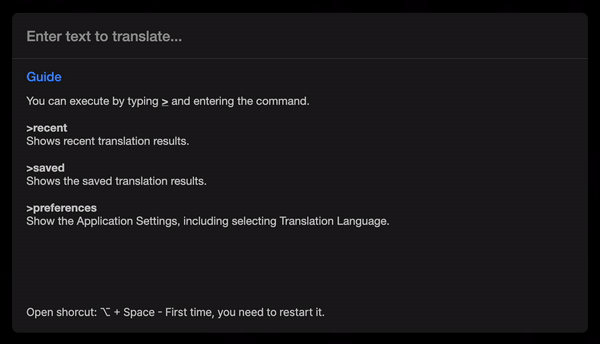 Enter text to translate...
Guide
You can execute by typing > and entering the command.
>recent
Shows recent translation results.
>saved
Shows the saved translation results.
>preferences
Show the Application Settings, including selecting Translation Language.
Open shorcut: ⌥ + Space - First time, you need to restart it.